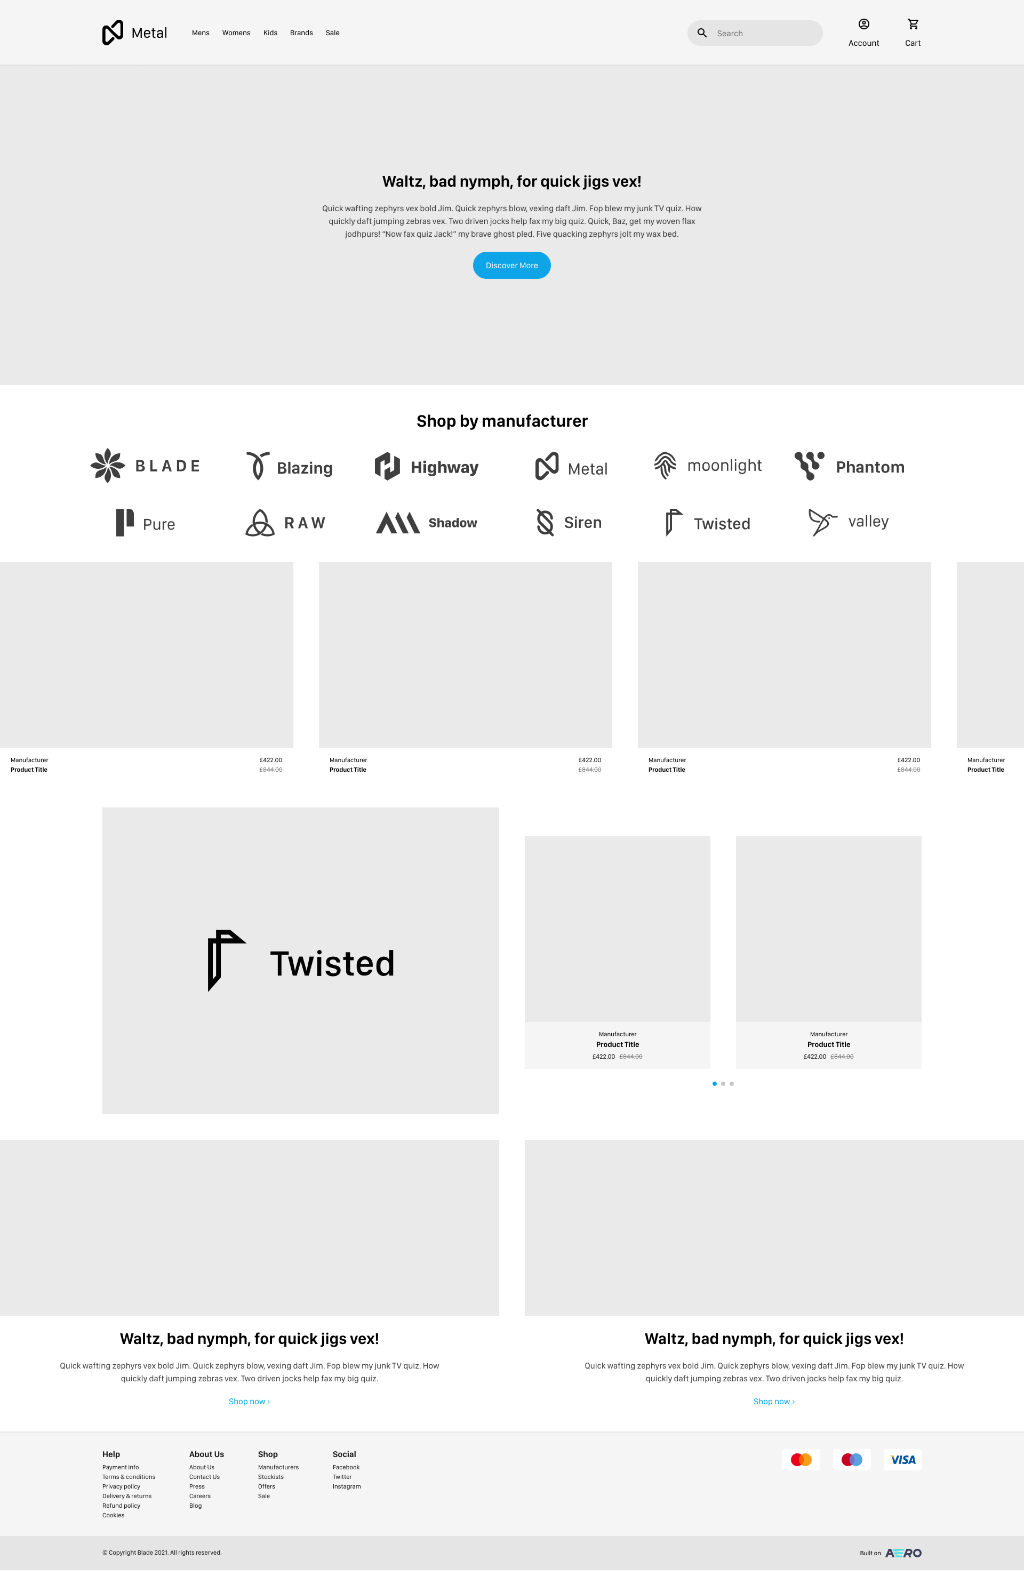 Metal
Mens Womens Kids Brands Sale
Search
Account
Cart
Waltz, bad nymph, for quick jigs vex!
Quick wafting zephyrs vex bold Jim. Quick zephyrs blow, vexing daft Jim. Fop blew my junk TV quiz. How
quickly daft jumping zebras vex. Two driven jocks help fax my big quiz. Quick, Baz, get my woven flax
jodhpurs! "Now fax quiz Jack!" my brave ghost pled. Five quacking zephyrs jolt my wax bed.
Discover More
Shop by manufacturer
BLADE
Blazing
Highway
Metal
moonlight
Phantom
Pure
RAW
Shadow
Siren
Twisted
valley
Manufacturer £422.00
Product Title £844.00
Manufacturer £422.00
Product Title £844.00
Manufacturer £422.00
Product Title £844.00
Manufacturer
Product Title
Twisted
Manufacturer
Product Title
£422.00 £844.00
Manufacturer
Product Title
£422.00 £844.00
Waltz, bad nymph, for quick jigs vex!
Quick wafting zephyrs vex bold Jim. Quick zephyrs blow, vexing daft Jim. Fop blew my junk TV quiz. How
quickly daft jumping zebras vex. Two driven jocks help fax my big quiz.
Shop now ›
Waltz, bad nymph, for quick jigs vex!
Quick wafting zephyrs vex bold Jim. Quick zephyrs blow, vexing daft Jim. Fop blew my junk TV quiz. How
quickly daft jumping zebras vex. Two driven jocks help fax my big quiz.
Shop now ›
Help
Payment info
Terms & conditions
Privacy policy
Delivery & returns
Refund policy
Cookies
About Us
About Us
Contact Us
Press
Careers
Blog
Shop
Manufacturers
Stockists
Offers
Sale
Social
Facebook
Twitter
Instagram
VISA
© Copyright Blade 2021. All rights reserved.
Built on AERO